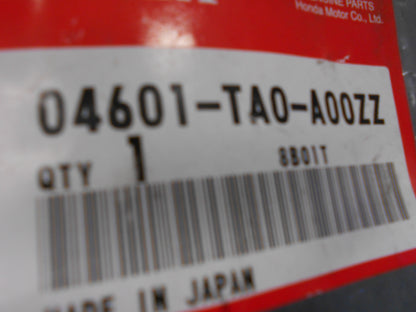 Honda Motor Co., Ltd.
04601-TA0-A00ZZ
QTY 1 8B01T
MADE IN JAPAN